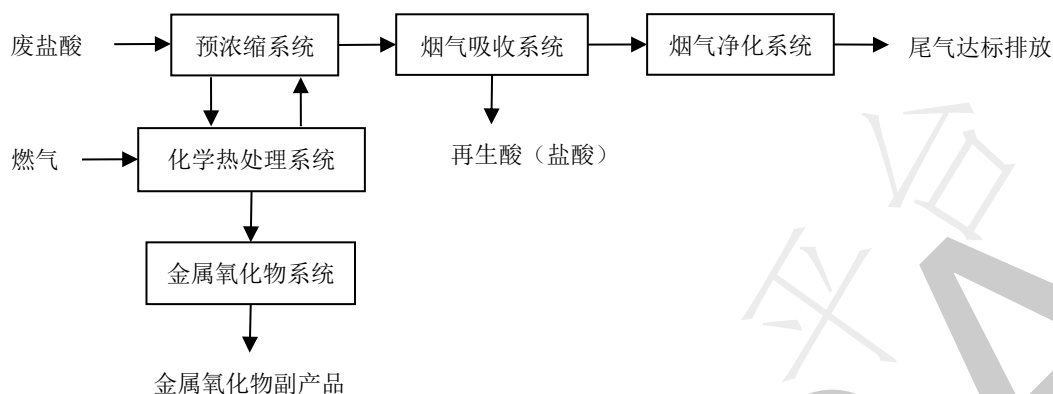 废盐酸
预浓缩系统
烟气吸收系统
烟气净化系统
尾气达标排放
燃气
化学热处理系统
再生酸（盐酸）
金属氧化物系统
金属氧化物副产品
平台